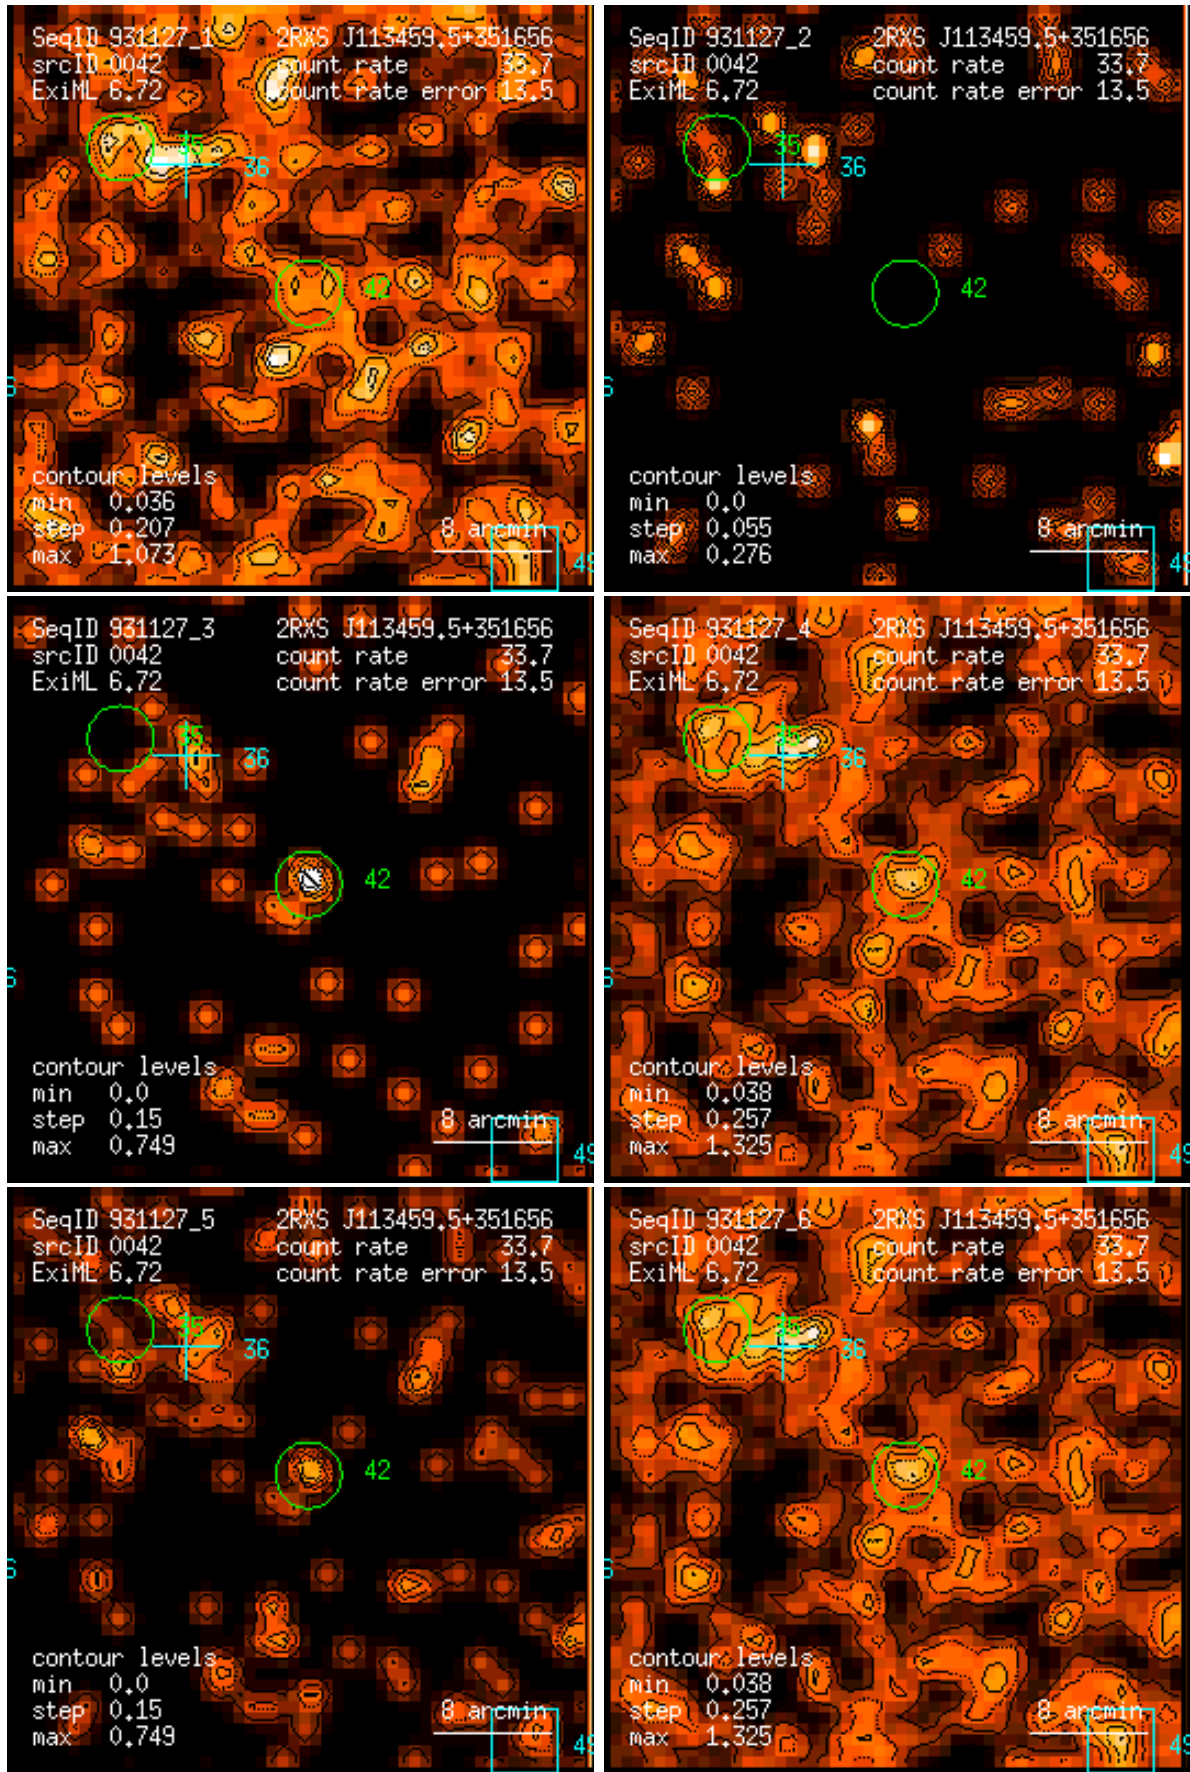 SeqID 931127_1 2RXS J113459.5+351656
srcID 0042 count rate 33.7
ExiML 6.72 count rate error 13.5
35
36
42
contour levels
min 0.036
step 0.207
max 1.073
8 arcmin
49
SeqID 931127_2 2RXS J113459.5+351656
srcID 0042 count rate 33.7
ExiML 6.72 count rate error 13.5
35
36
42
contour levels
min 0.0
step 0.055
max 0.276
8 arcmin
49
SeqID 931127_3 2RXS J113459.5+351656
srcID 0042 count rate 33.7
ExiML 6.72 count rate error 13.5
35
36
42
contour levels
min 0.0
step 0.15
max 0.749
8 arcmin
49
SeqID 931127_4 2RXS J113459.5+351656
srcID 0042 count rate 33.7
ExiML 6.72 count rate error 13.5
35
36
42
contour levels
min 0.038
step 0.257
max 1.325
8 arcmin
49
SeqID 931127_5 2RXS J113459.5+351656
srcID 0042 count rate 33.7
ExiML 6.72 count rate error 13.5
35
36
42
contour levels
min 0.0
step 0.15
max 0.749
8 arcmin
49
SeqID 931127_6 2RXS J113459.5+351656
srcID 0042 count rate 33.7
ExiML 6.72 count rate error 13.5
35
36
42
contour levels
min 0.038
step 0.257
max 1.325
8 arcmin
49